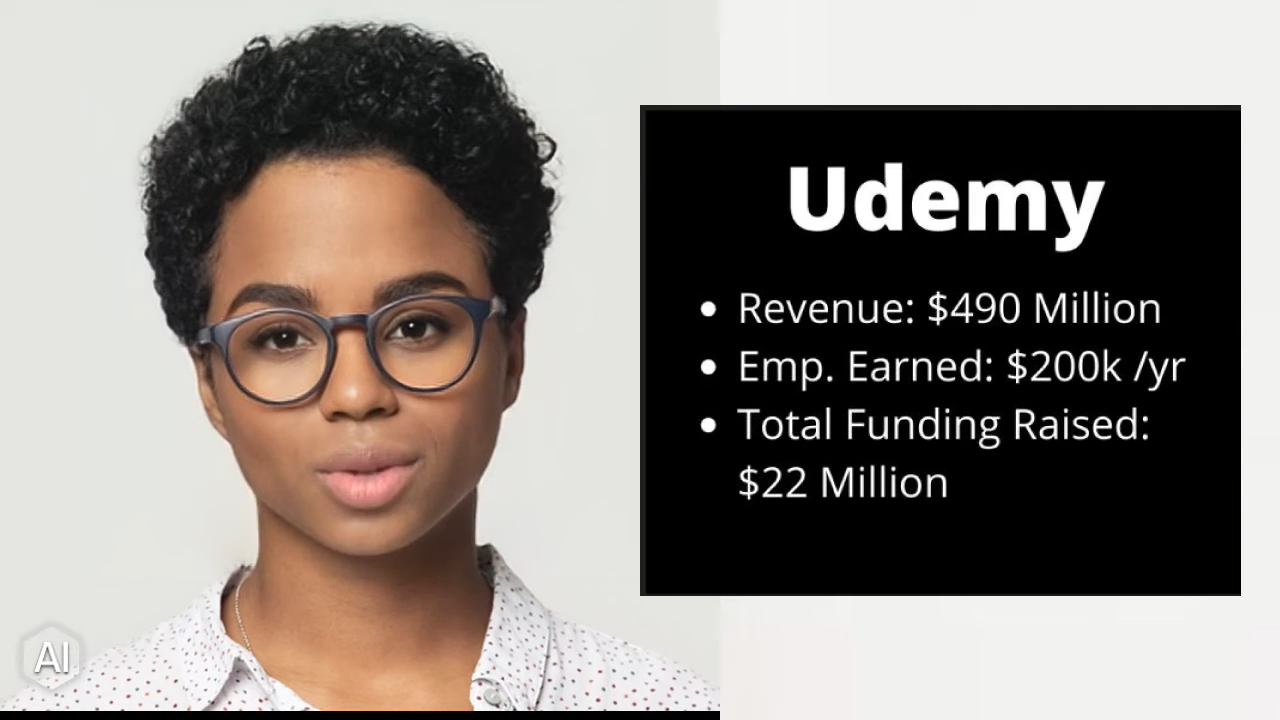 Udemy
• Revenue: $490 Million
• Emp. Earned: $200k /yr
• Total Funding Raised:
$22 Million
AI